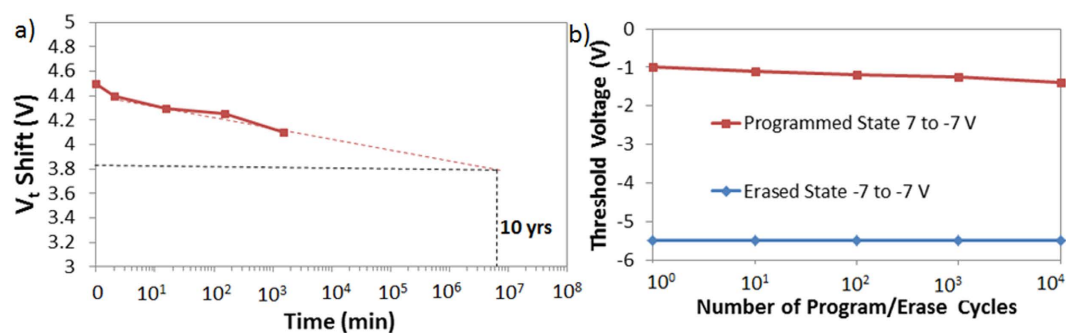 a)
V_t Shift (V)
5
4.8
4.6
4.4
4.2
4
3.8
3.6
3.4
3.2
3
10 yrs
0 10¹ 10² 10³ 10⁴ 10⁵ 10⁶ 10⁷ 10⁸
Time (min)
b)
Threshold Voltage (V)
0
-1
-2
-3
-4
-5
-6
Programmed State 7 to -7 V
Erased State -7 to -7 V
10⁰ 10¹ 10² 10³ 10⁴
Number of Program/Erase Cycles